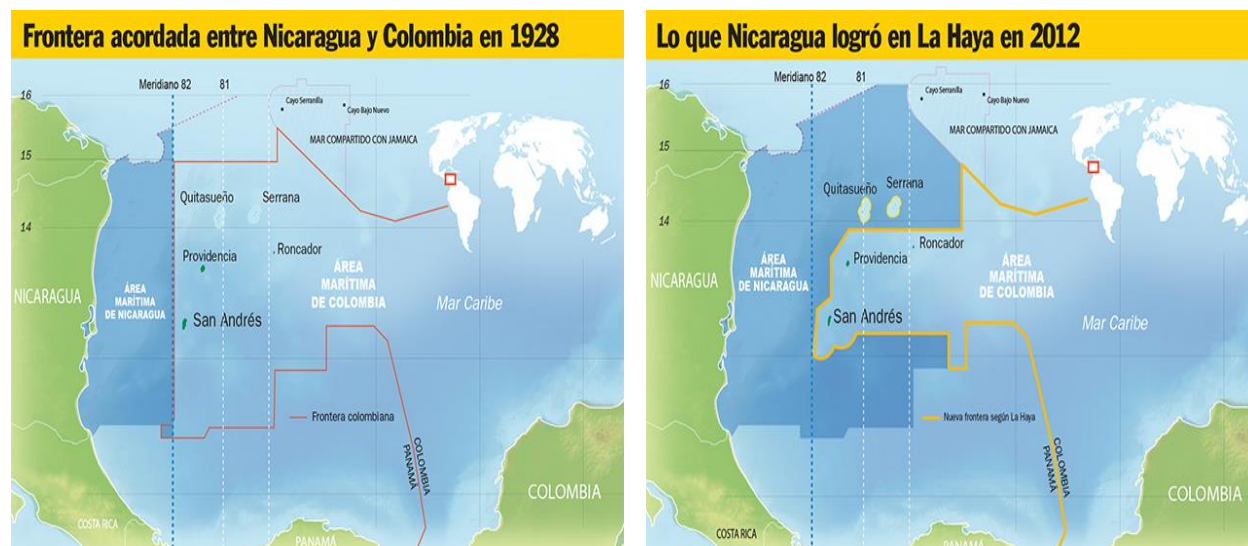 Frontera acordada entre Nicaragua y Colombia en 1928
Meridiano 82
81
16
Cayo Serranilla
Cayo Bajo Nuevo
MAR COMPARTIDO CON JAMAICA
15
Quitasueño
Serrana
14
Providencia
Roncador
NICARAGUA
ÁREA
MARÍTIMA
DE NICARAGUA
ÁREA
MARÍTIMA
DE COLOMBIA
Mar Caribe
San Andrés
Frontera colombiana
COLOMBIA
PANAMÁ
COLOMBIA
COSTA RICA
PANAMÁ
Lo que Nicaragua logró en La Haya en 2012
Meridiano 82
81
16
Cayo Serranilla
Cayo Bajo Nuevo
MAR COMPARTIDO CON JAMAICA
15
Quitasueño
Serrana
14
Roncador
Providencia
NICARAGUA
ÁREA
MARÍTIMA
DE NICARAGUA
ÁREA
MARÍTIMA
DE COLOMBIA
San Andrés
Mar Caribe
Nueva frontera según La Haya
COLOMBIA
PANAMÁ
COLOMBIA
COSTA RICA
PANAMÁ